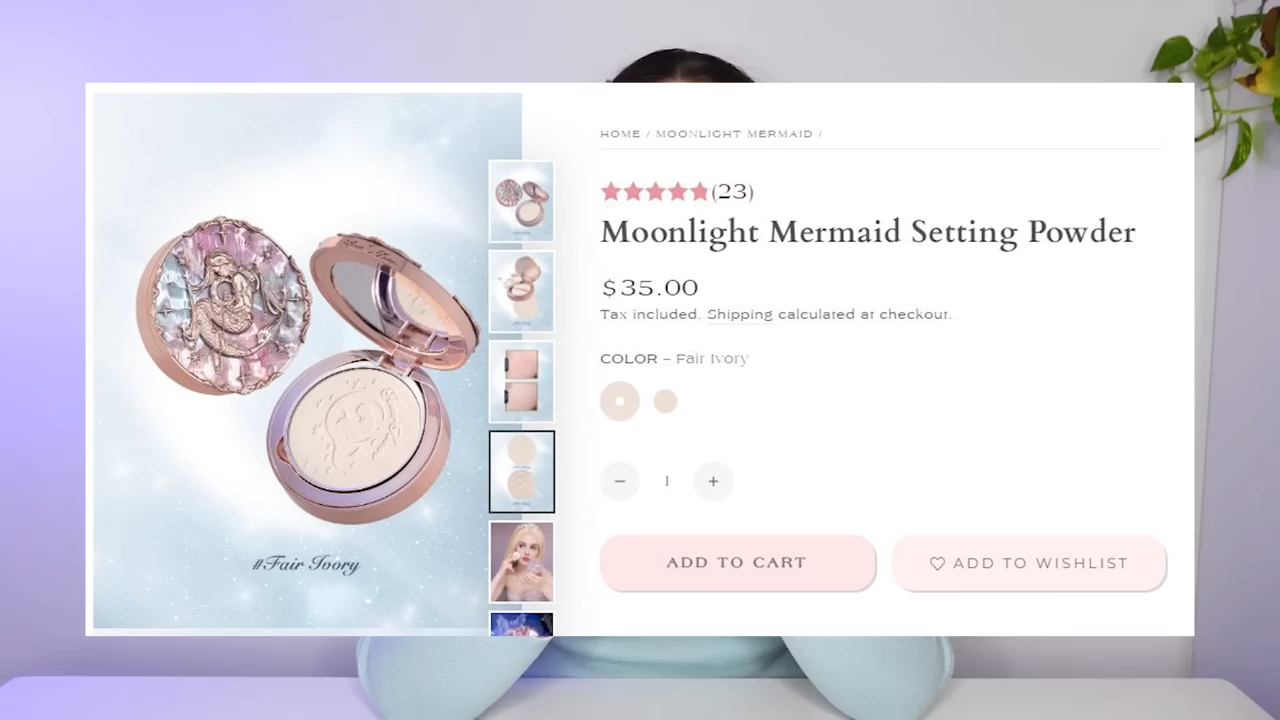 HOME / MOONLIGHT MERMAID /
(23)
Moonlight Mermaid Setting Powder
$35.00
Tax included. Shipping calculated at checkout.
COLOR – Fair Ivory
− 1 +
ADD TO CART
ADD TO WISHLIST
#Fair Ivory